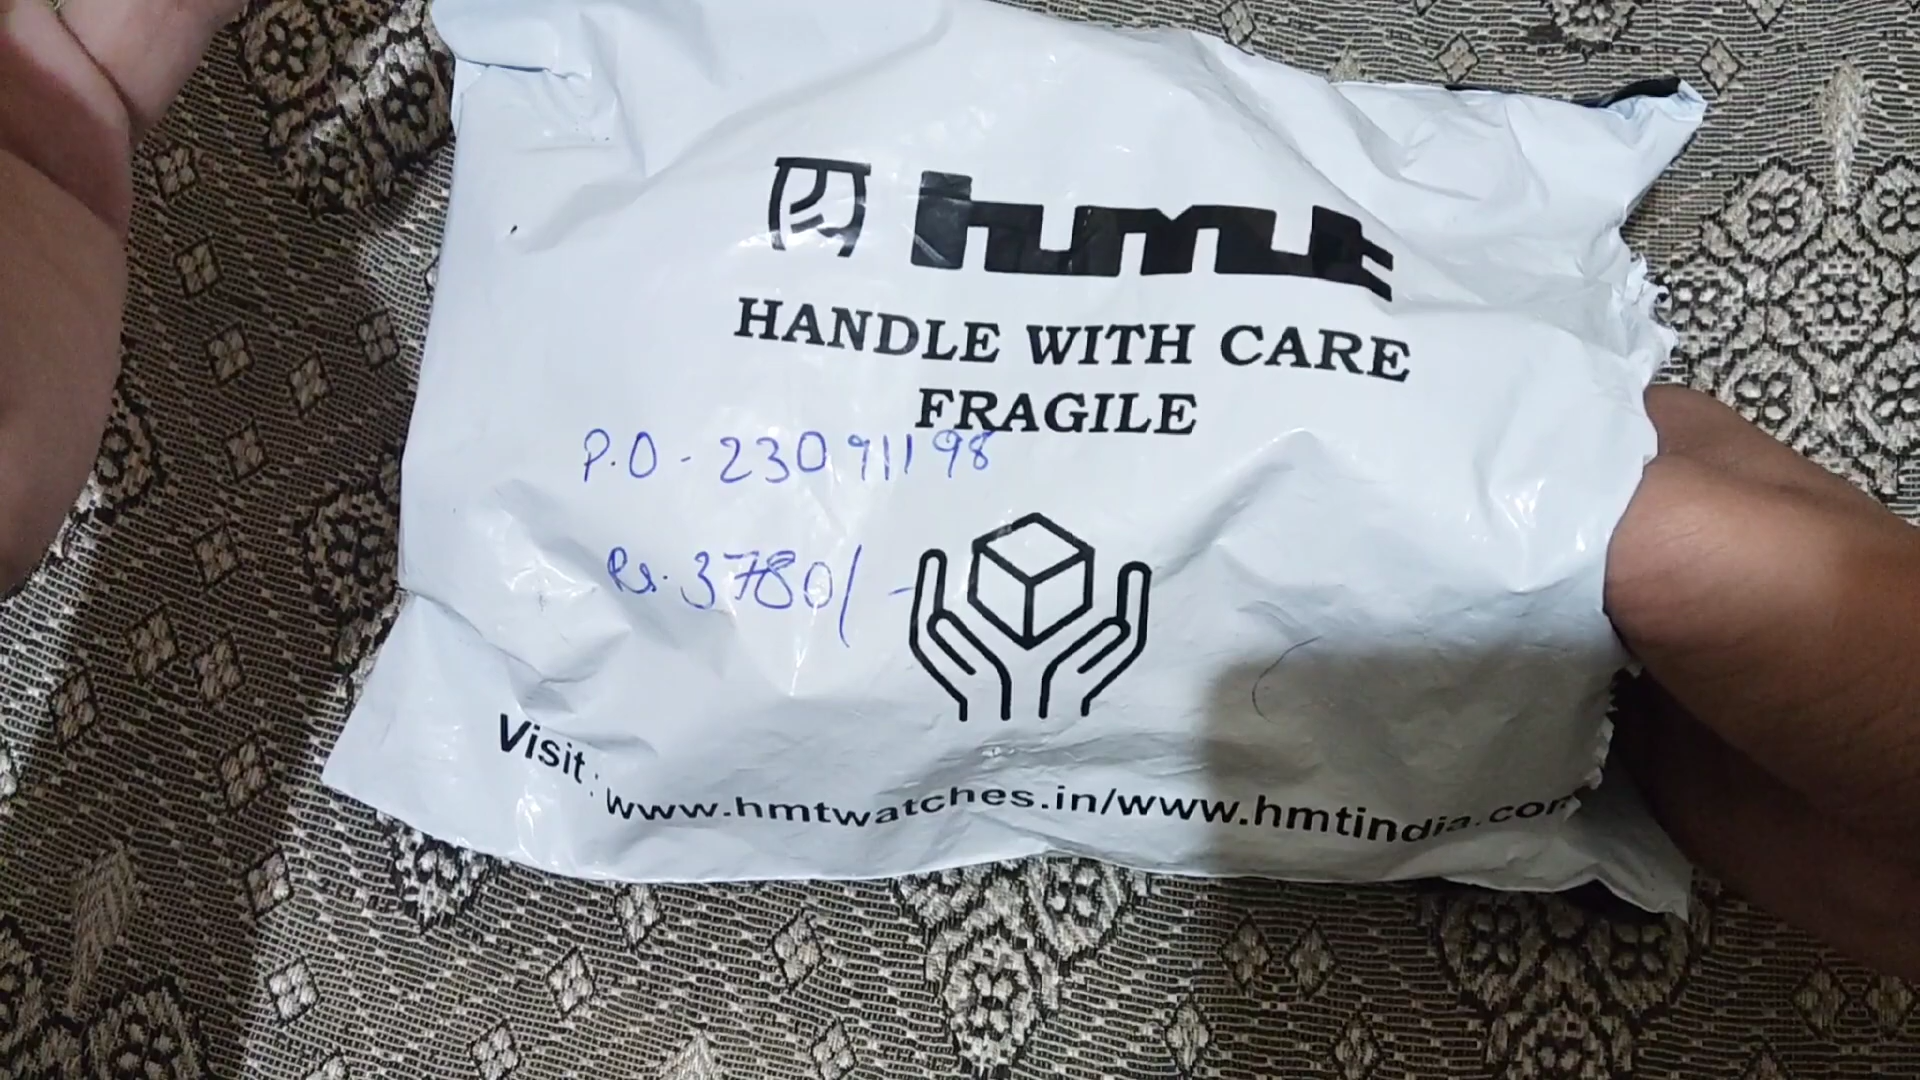 hmt
HANDLE WITH CARE
FRAGILE
P.O - 23091198
Rs. 3780/-
Visit :
www.hmtwatches.in/www.hmtindia.com